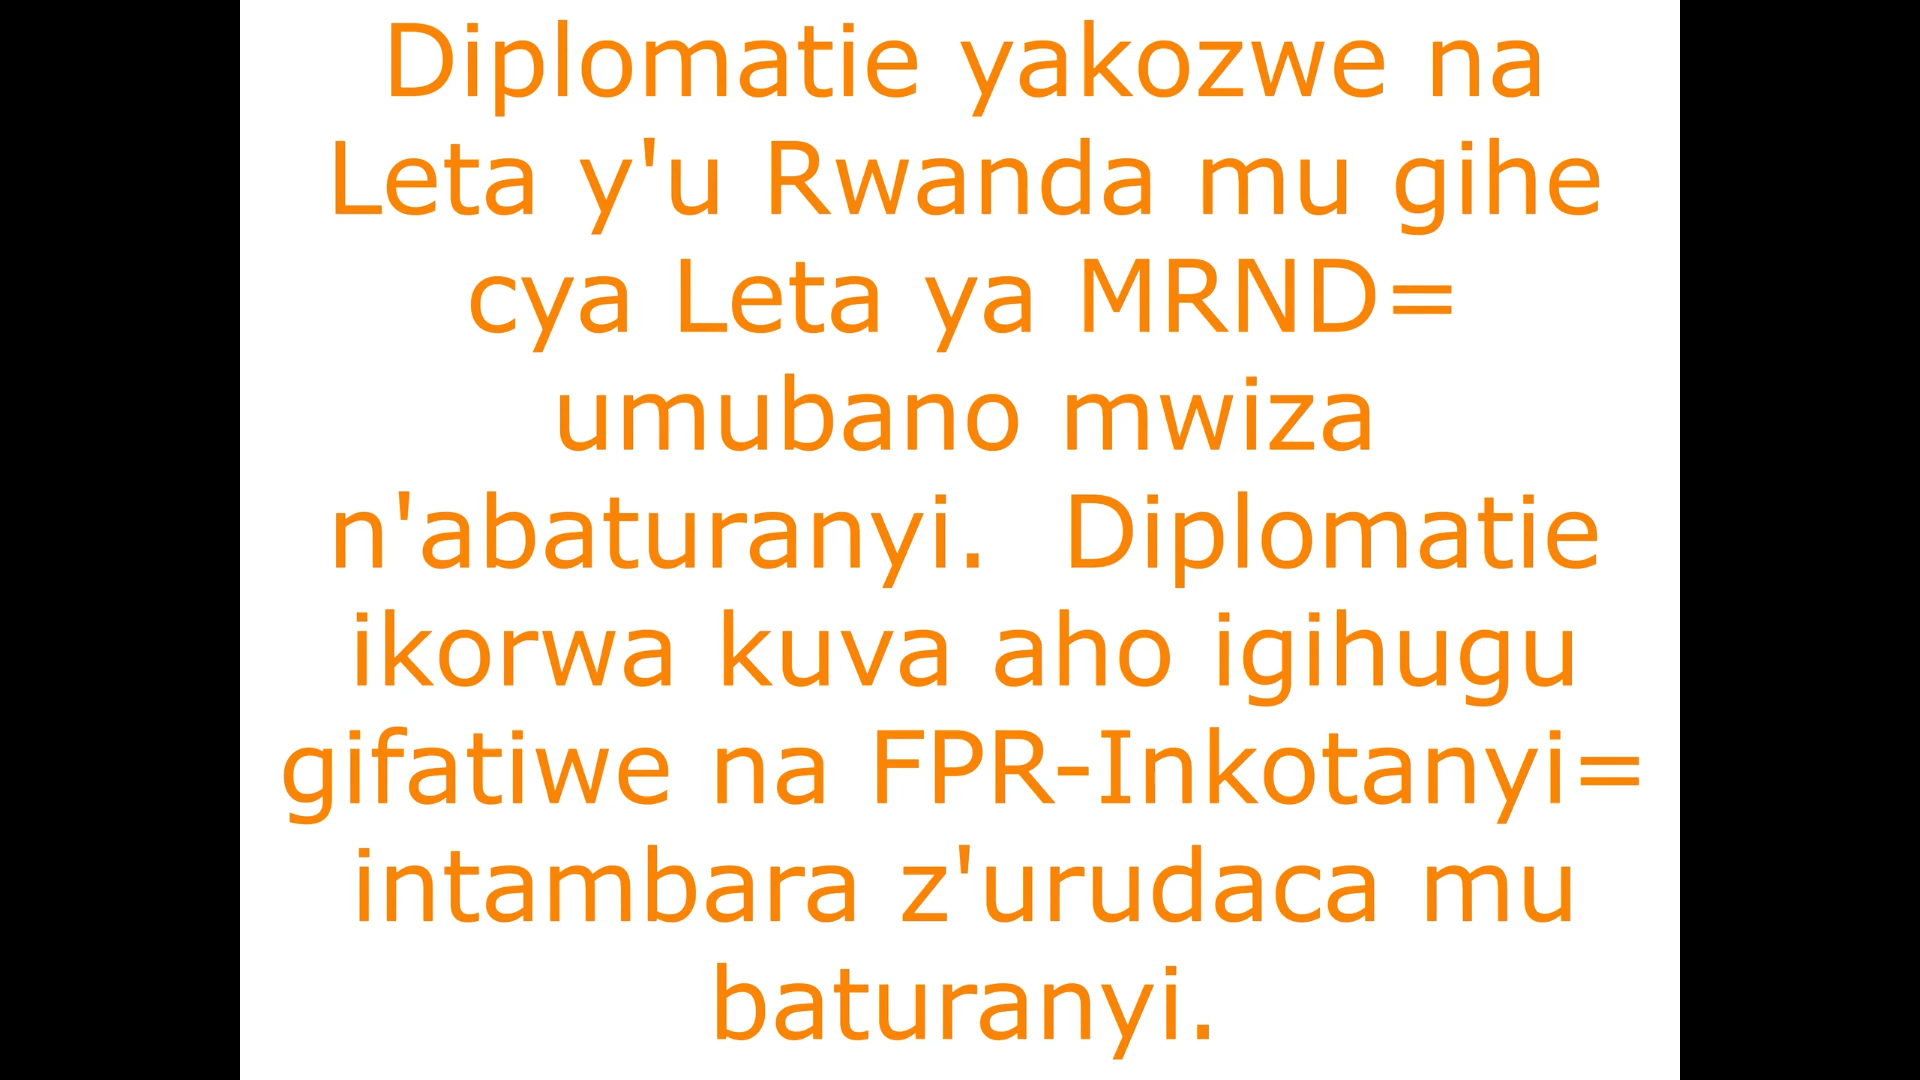 Diplomatie yakozwe na
Leta y'u Rwanda mu gihe
cya Leta ya MRND=
umubano mwiza
n'abaturanyi.  Diplomatie
ikorwa kuva aho igihugu
gifatiwe na FPR-Inkotanyi=
intambara z'urudaca mu
baturanyi.